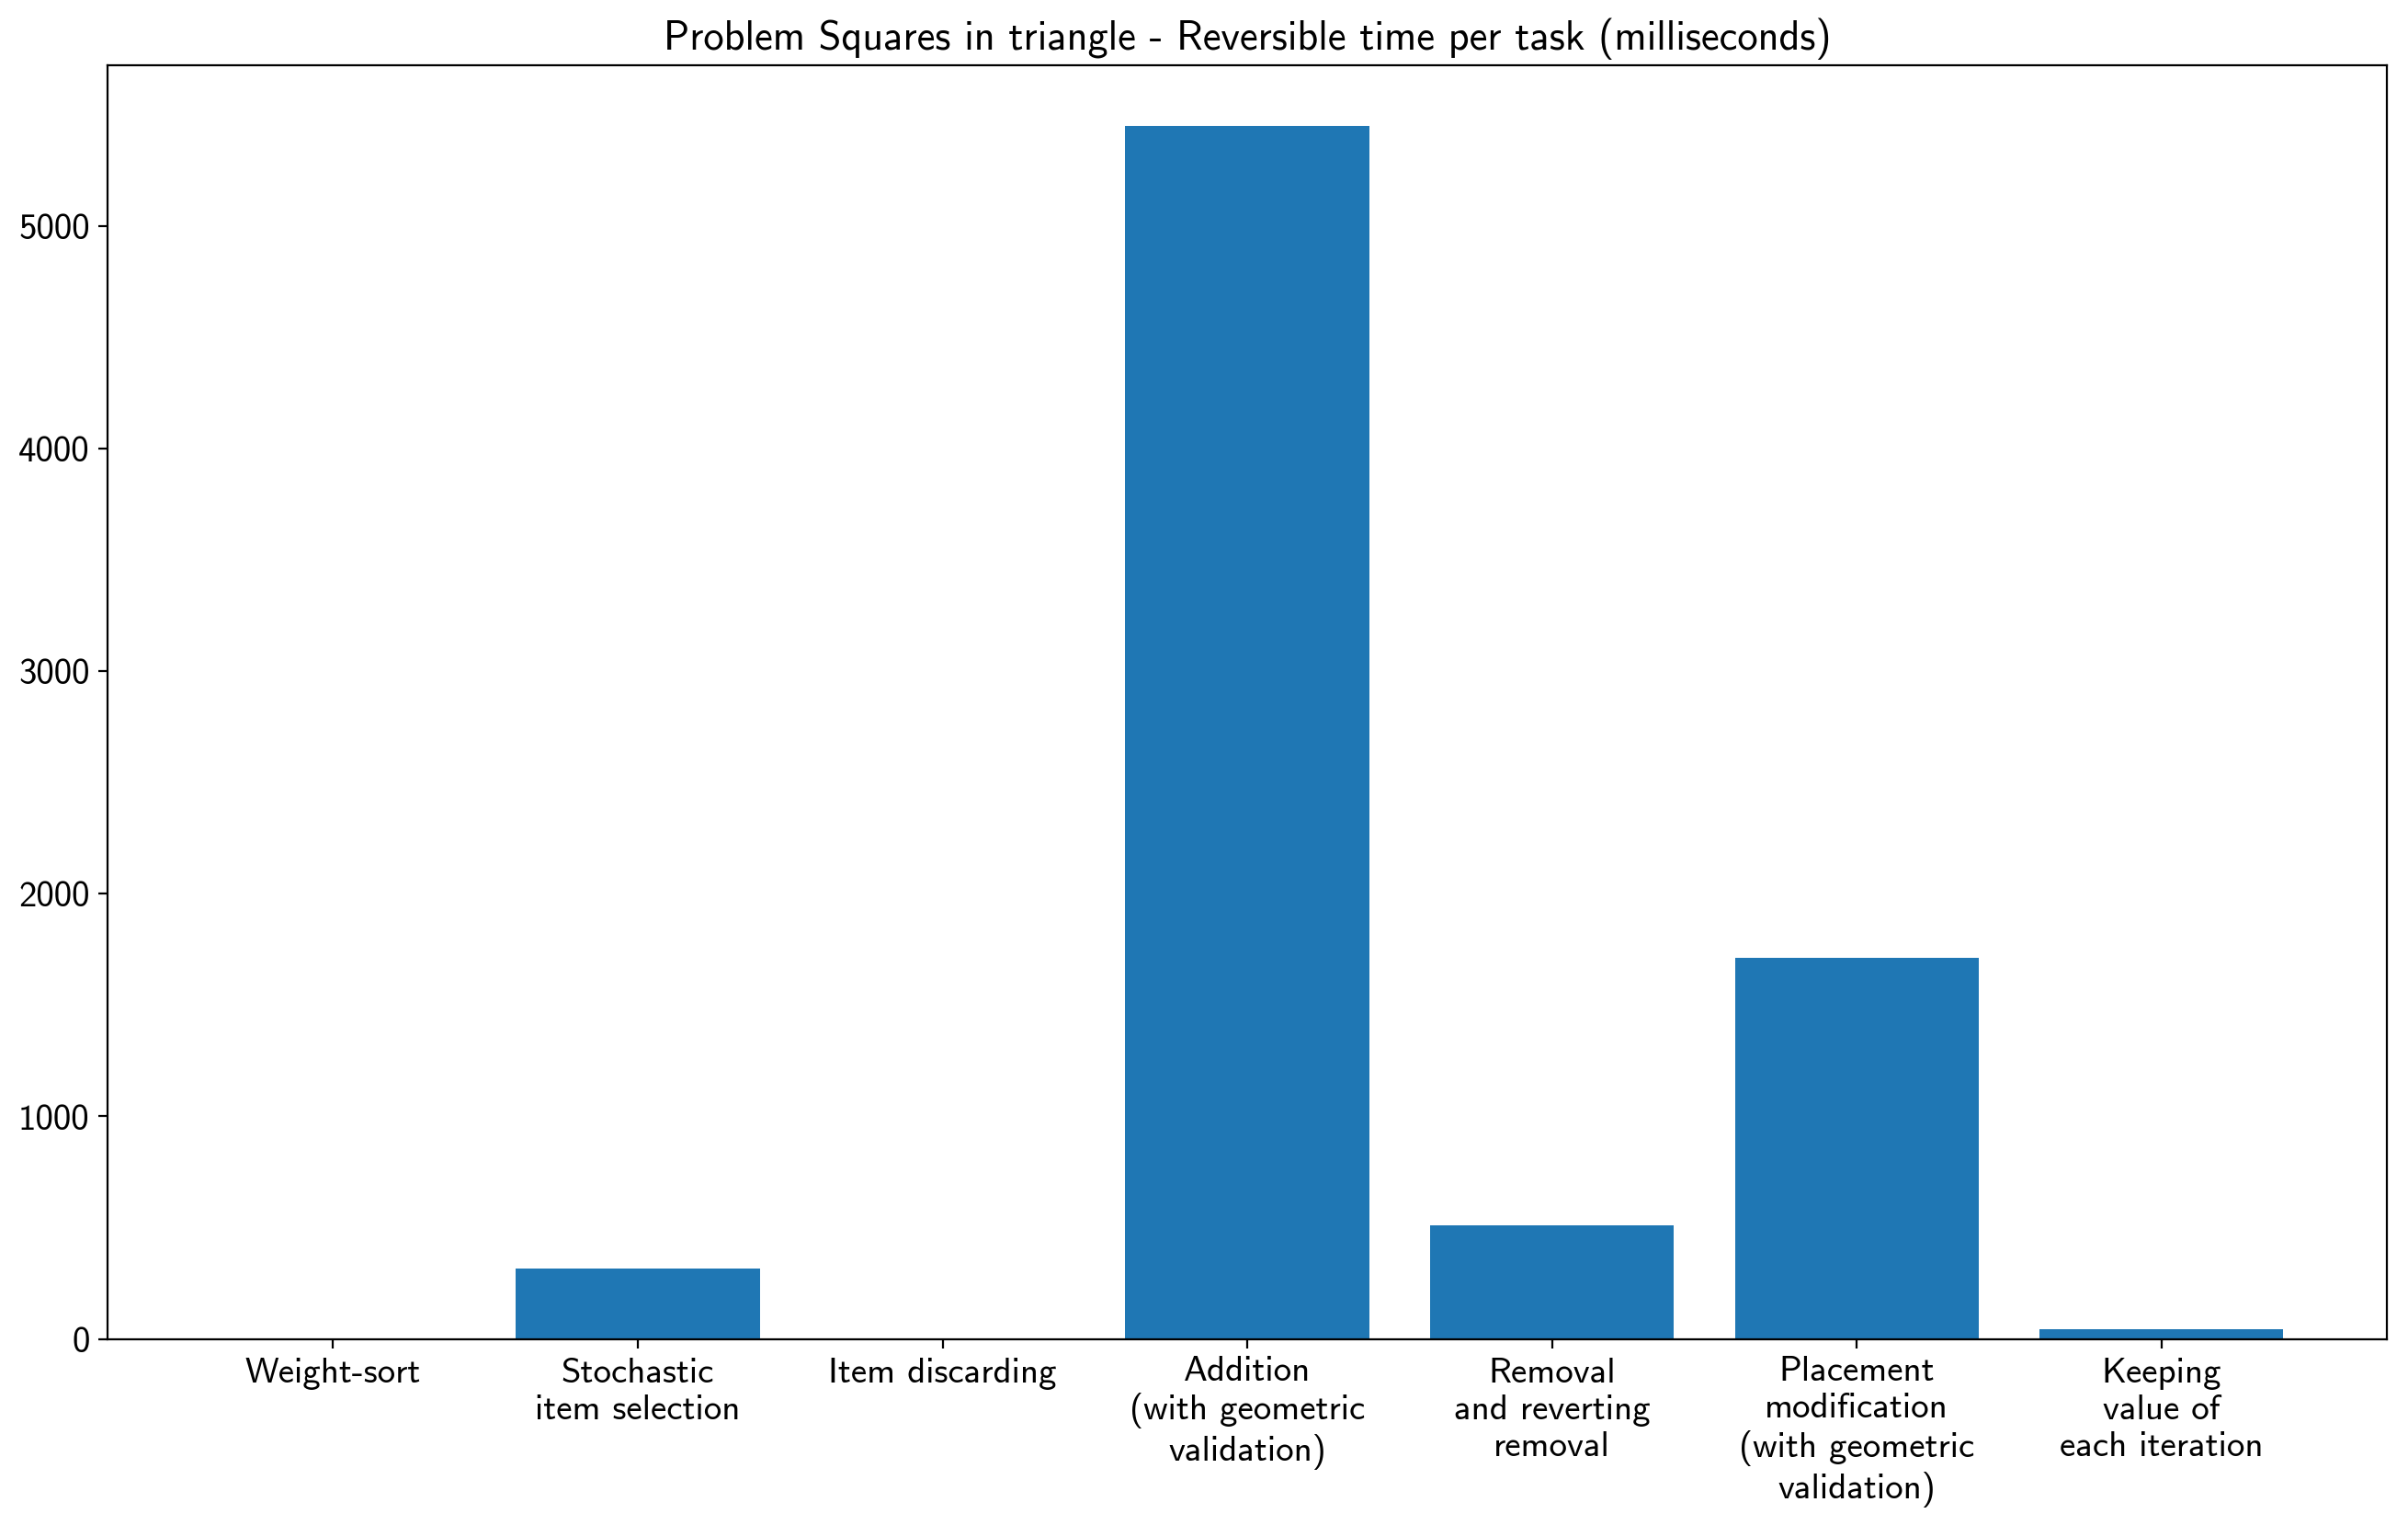 Problem Squares in triangle - Reversible time per task (milliseconds)
5000
4000
3000
2000
1000
0
Weight-sort
Stochastic
item selection
Item discarding
Addition
(with geometric
validation)
Removal
and reverting
removal
Placement
modification
(with geometric
validation)
Keeping
value of
each iteration